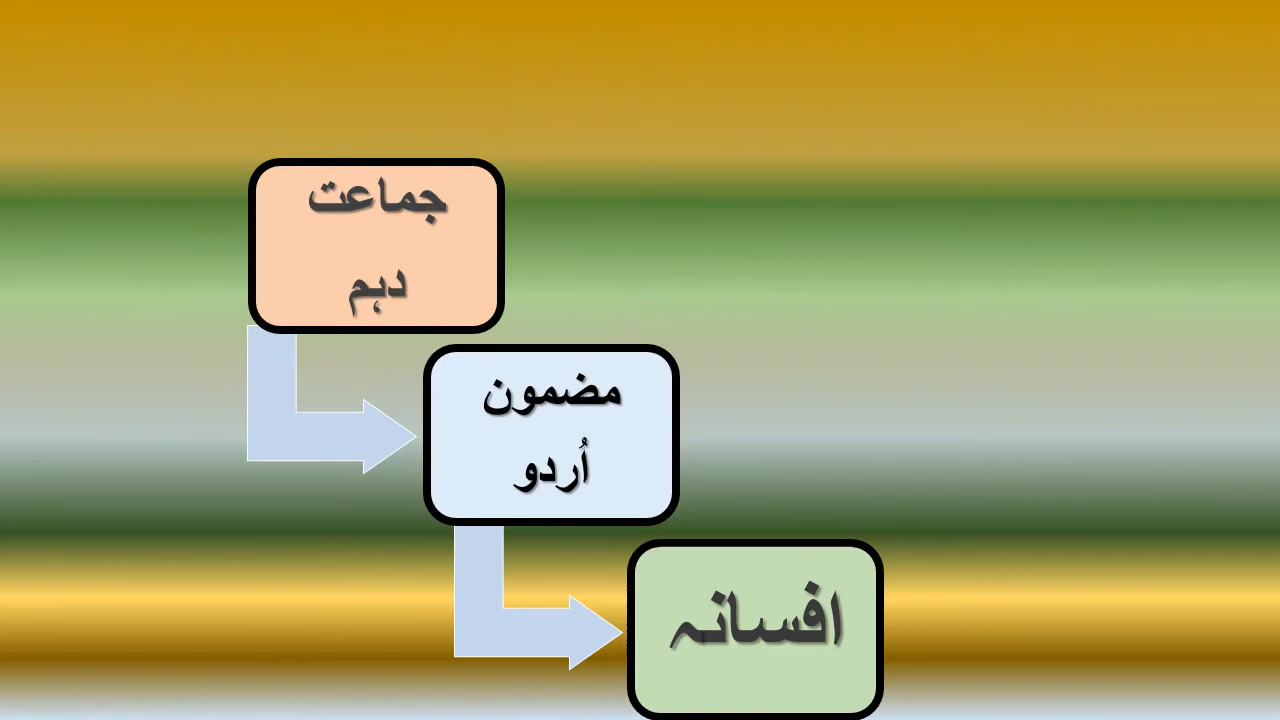 جماعت
دہم
مضمون
اُردو
افسانہ